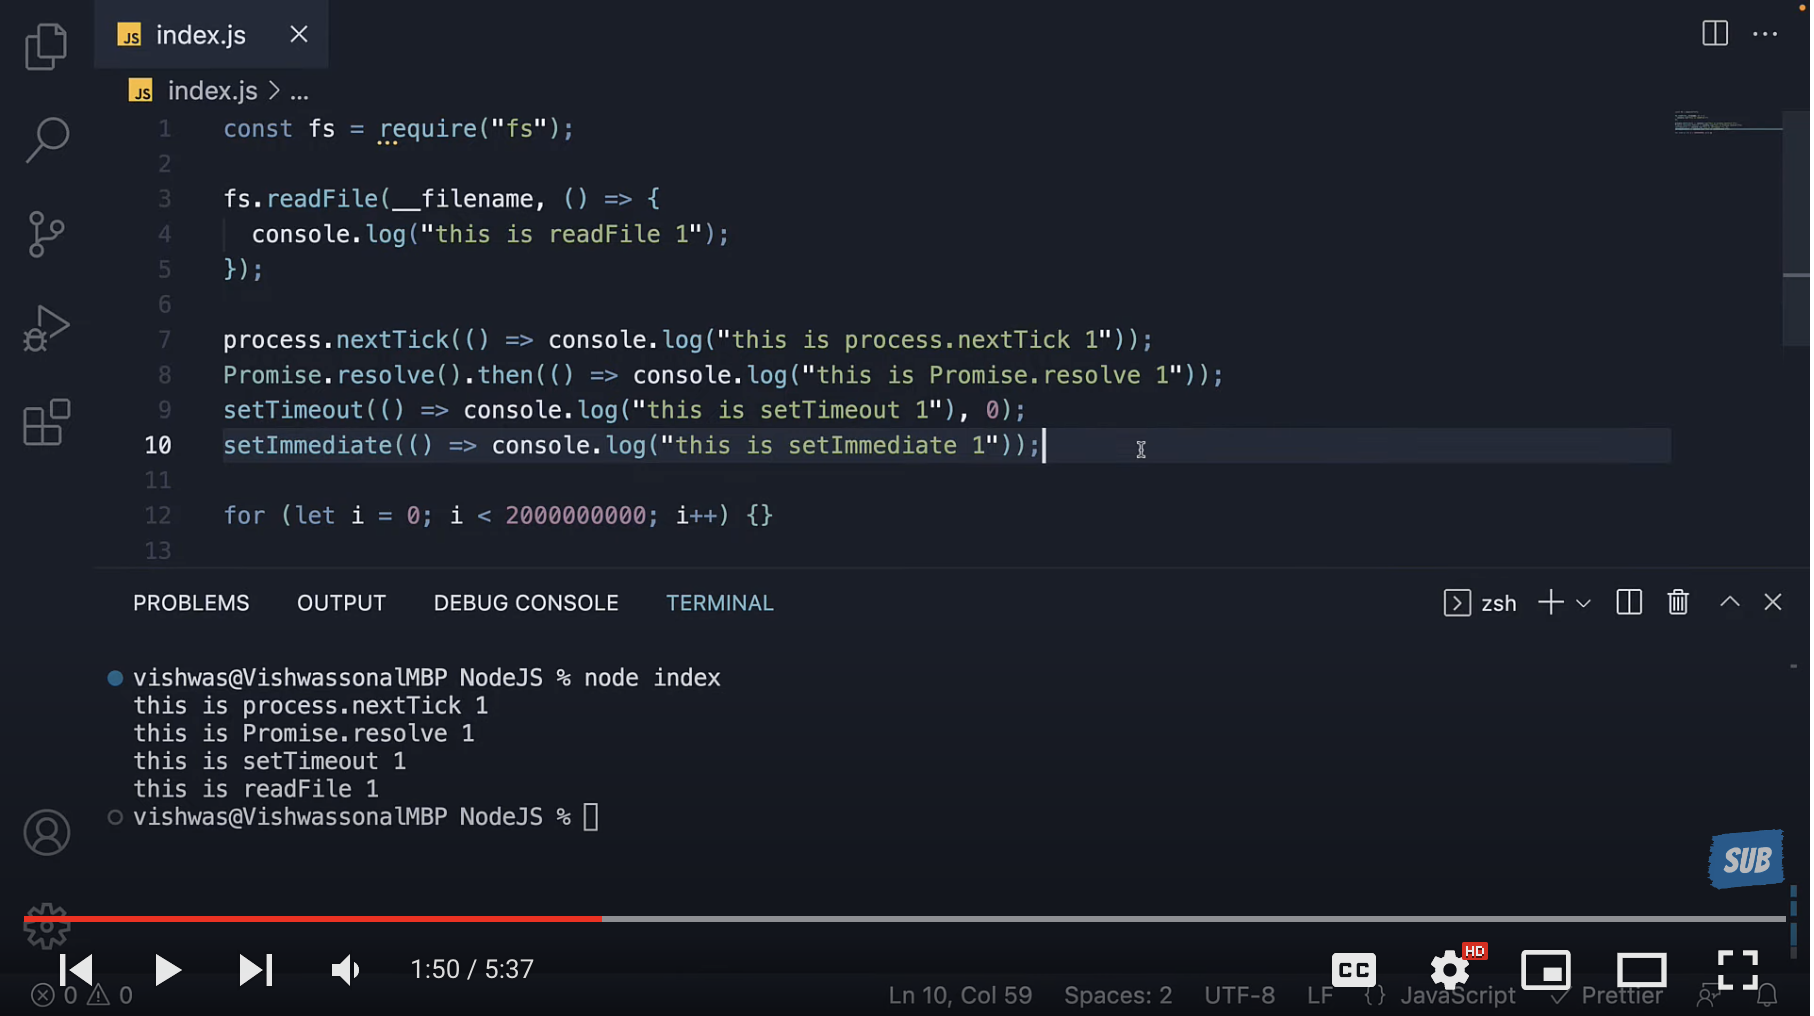 JS index.js
JS index.js > ...
1 const fs = require("fs");
2
3 fs.readFile(__filename, () => {
4 console.log("this is readFile 1");
5 });
6
7 process.nextTick(() => console.log("this is process.nextTick 1"));
8 Promise.resolve().then(() => console.log("this is Promise.resolve 1"));
9 setTimeout(() => console.log("this is setTimeout 1"), 0);
10 setImmediate(() => console.log("this is setImmediate 1"));
11
12 for (let i = 0; i < 2000000000; i++) {}
13
PROBLEMS OUTPUT DEBUG CONSOLE TERMINAL zsh
vishwas@VishwassonalMBP NodeJS % node index
this is process.nextTick 1
this is Promise.resolve 1
this is setTimeout 1
this is readFile 1
vishwas@VishwassonalMBP NodeJS %
SUB
1:50 / 5:37 CC HD
0 0 Ln 10, Col 59 Spaces: 2 UTF-8 LF {} JavaScript Prettier